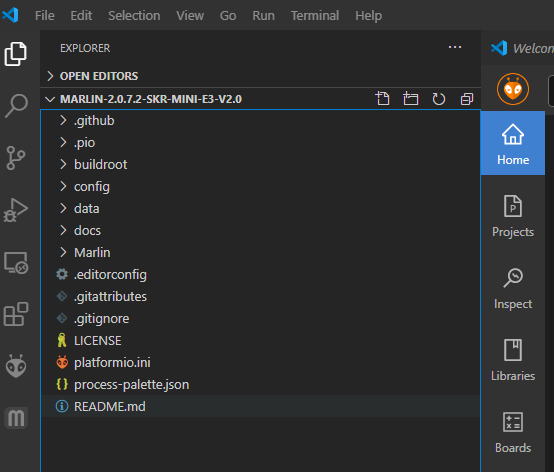 File Edit Selection View Go Run Terminal Help
EXPLORER
Welcom
OPEN EDITORS
MARLIN-2.0.7.2-SKR-MINI-E3-V2.0
.github
.pio
buildroot
config
data
docs
Marlin
.editorconfig
.gitattributes
.gitignore
LICENSE
platformio.ini
process-palette.json
README.md
Home
Projects
Inspect
Libraries
Boards